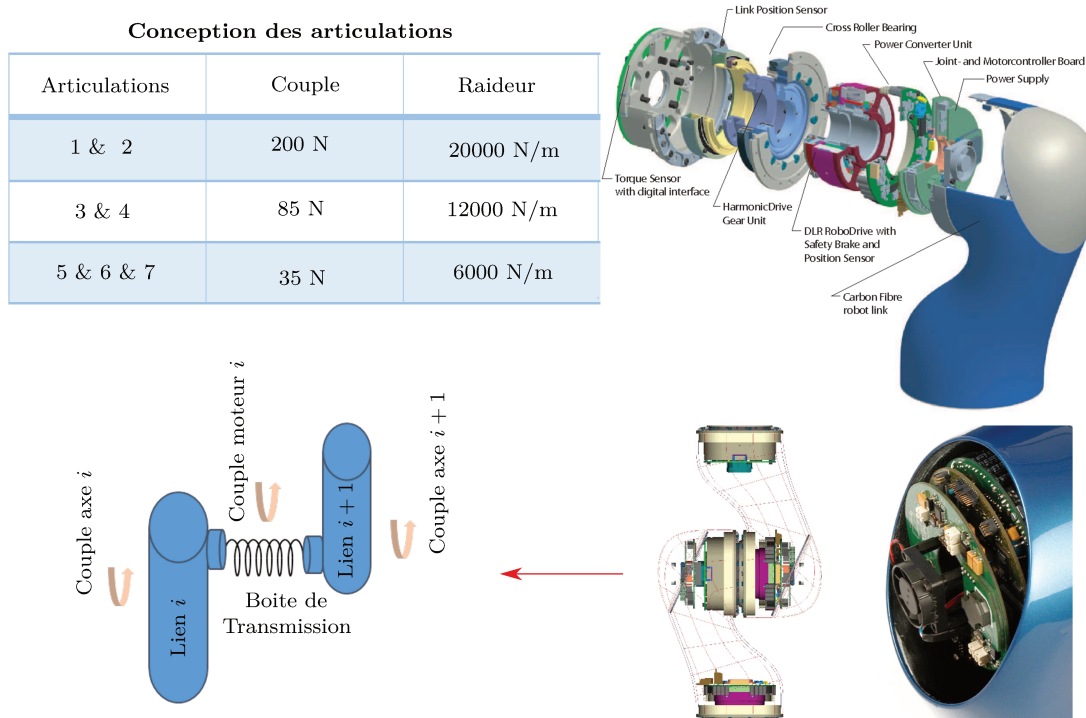 Conception des articulations
Articulations Couple Raideur
1 & 2 200 N 20000 N/m
3 & 4 85 N 12000 N/m
5 & 6 & 7 35 N 6000 N/m
Link Position Sensor
Cross Roller Bearing
Power Converter Unit
Joint- and Motorcontroller Board
Power Supply
Torque Sensor
with digital interface
HarmonicDrive
Gear Unit
DLR RoboDrive with
Safety Brake and
Position Sensor
Carbon Fibre
robot link
Couple axe i
Couple moteur i
Couple axe i + 1
Lien i
Lien i + 1
Boite de
Transmission